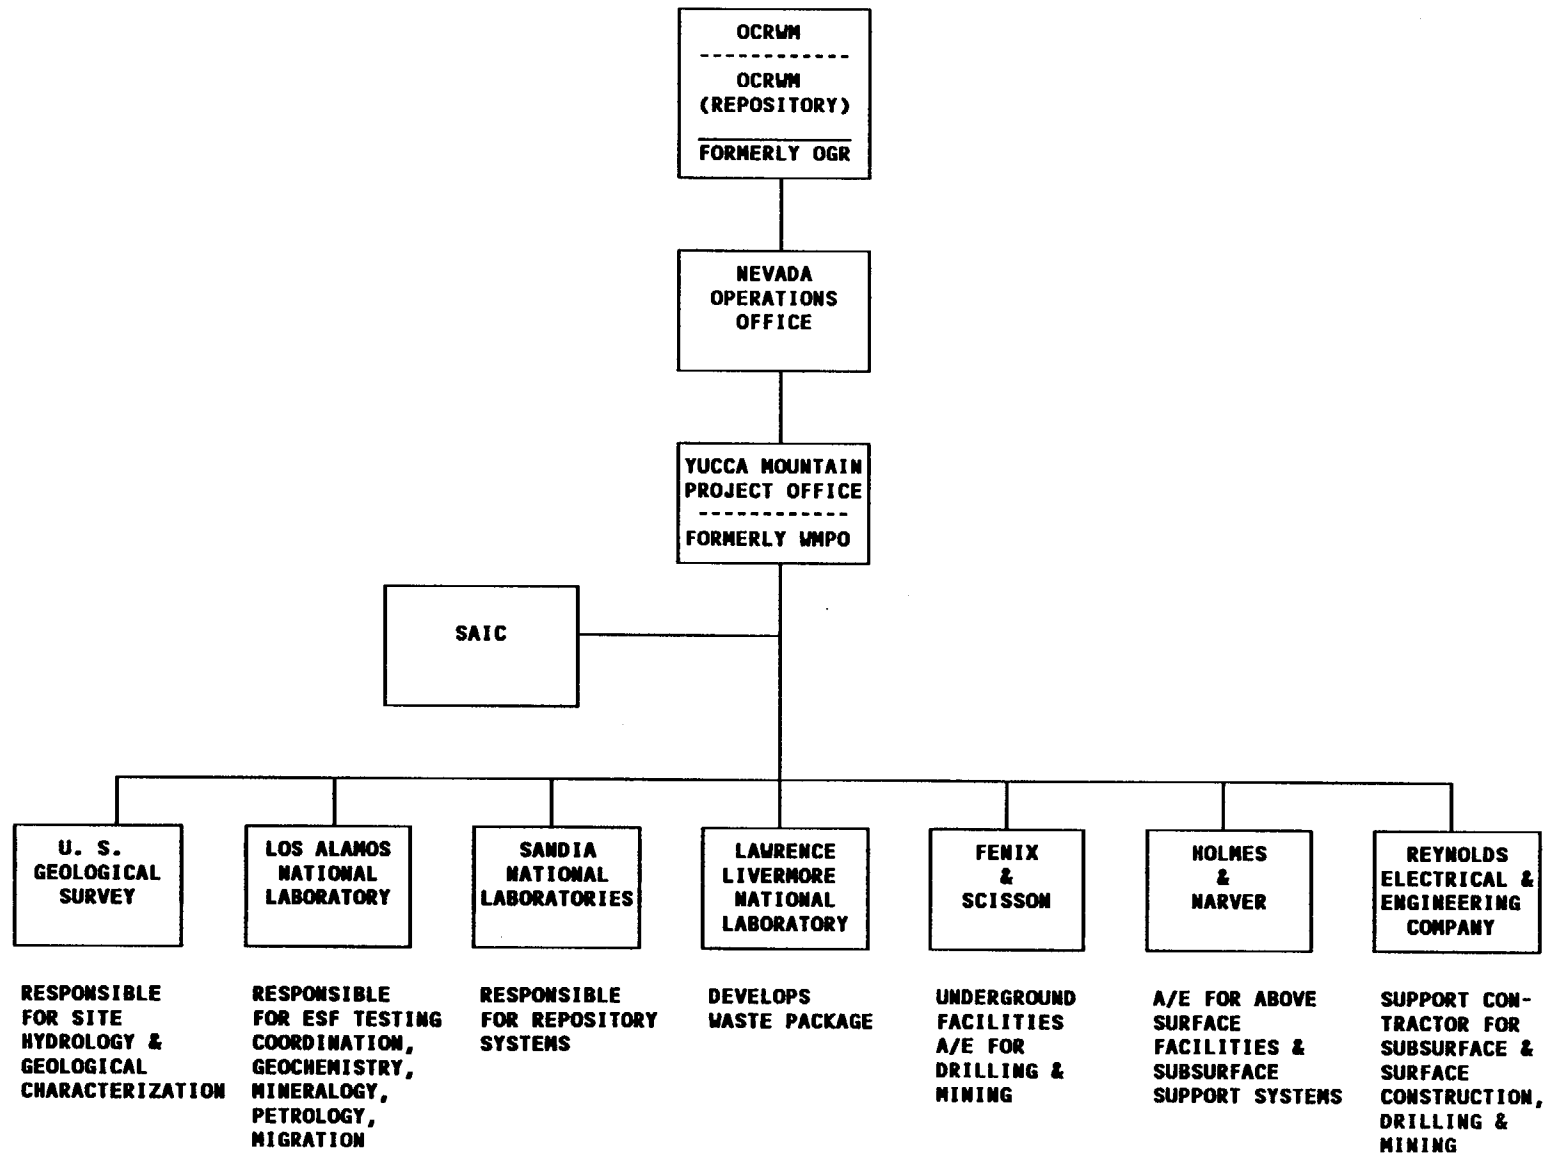 OCRWM
OCRWM
(REPOSITORY)
FORMERLY OGR
NEVADA
OPERATIONS
OFFICE
YUCCA MOUNTAIN
PROJECT OFFICE
FORMERLY WMPO
SAIC
U. S.
GEOLOGICAL
SURVEY
LOS ALAMOS
NATIONAL
LABORATORY
SANDIA
NATIONAL
LABORATORIES
LAWRENCE
LIVERMORE
NATIONAL
LABORATORY
FENIX
&
SCISSON
HOLMES
&
NARVER
REYNOLDS
ELECTRICAL &
ENGINEERING
COMPANY
RESPONSIBLE
FOR SITE
HYDROLOGY &
GEOLOGICAL
CHARACTERIZATION
RESPONSIBLE
FOR ESF TESTING
COORDINATION,
GEOCHEMISTRY,
MINERALOGY,
PETROLOGY,
MIGRATION
RESPONSIBLE
FOR REPOSITORY
SYSTEMS
DEVELOPS
WASTE PACKAGE
UNDERGROUND
FACILITIES
A/E FOR
DRILLING &
MINING
A/E FOR ABOVE
SURFACE
FACILITIES &
SUBSURFACE
SUPPORT SYSTEMS
SUPPORT CON-
TRACTOR FOR
SUBSURFACE &
SURFACE
CONSTRUCTION,
DRILLING &
MINING